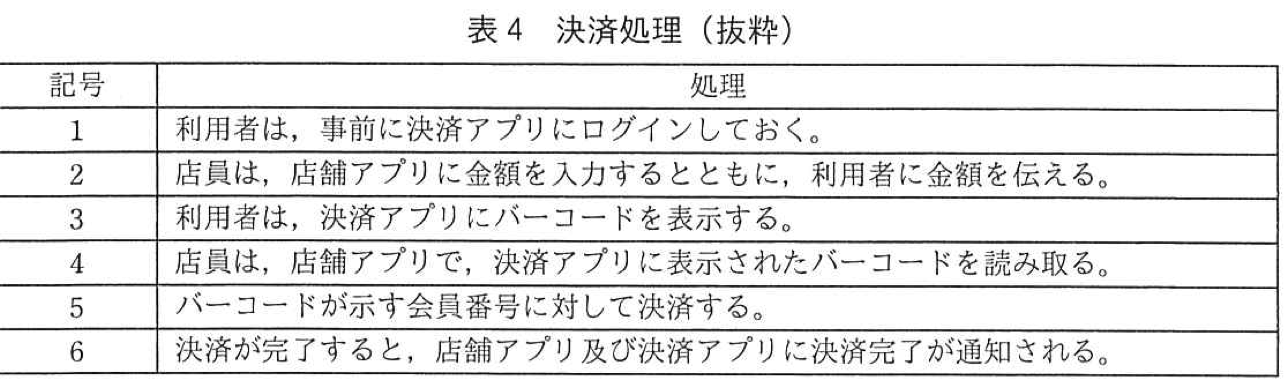 表4 決済処理（抜粋）
記号 処理
1 利用者は，事前に決済アプリにログインしておく。
2 店員は，店舗アプリに金額を入力するとともに，利用者に金額を伝える。
3 利用者は，決済アプリにバーコードを表示する。
4 店員は，店舗アプリで，決済アプリに表示されたバーコードを読み取る。
5 バーコードが示す会員番号に対して決済する。
6 決済が完了すると，店舗アプリ及び決済アプリに決済完了が通知される。